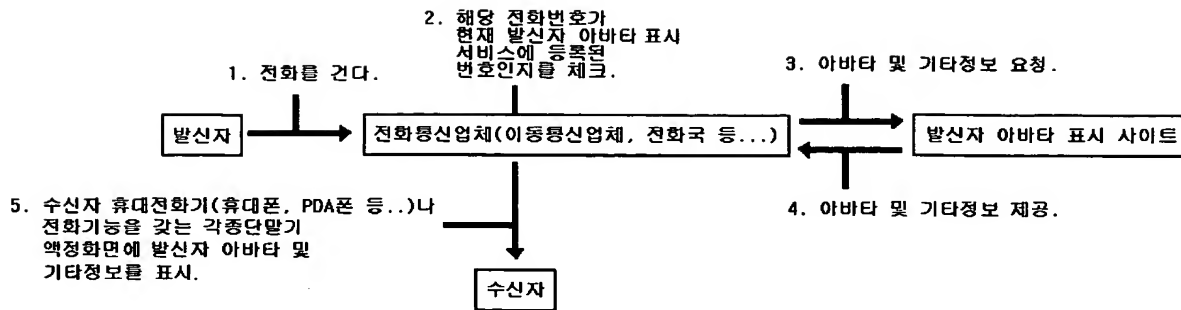 2. 해당 전화번호가
현재 발신자 아바타 표시
서비스에 등록된
번호인지를 체크.
1. 전화를 건다.
3. 아바타 및 기타정보 요청.
발신자
전화통신업체(이동통신업체, 전화국 등...)
발신자 아바타 표시 사이트
5. 수신자 휴대전화기(휴대폰, PDA폰 등..)나
전화기능을 갖는 각종단말기
액정화면에 발신자 아바타 및
기타정보를 표시.
4. 아바타 및 기타정보 제공.
수신자